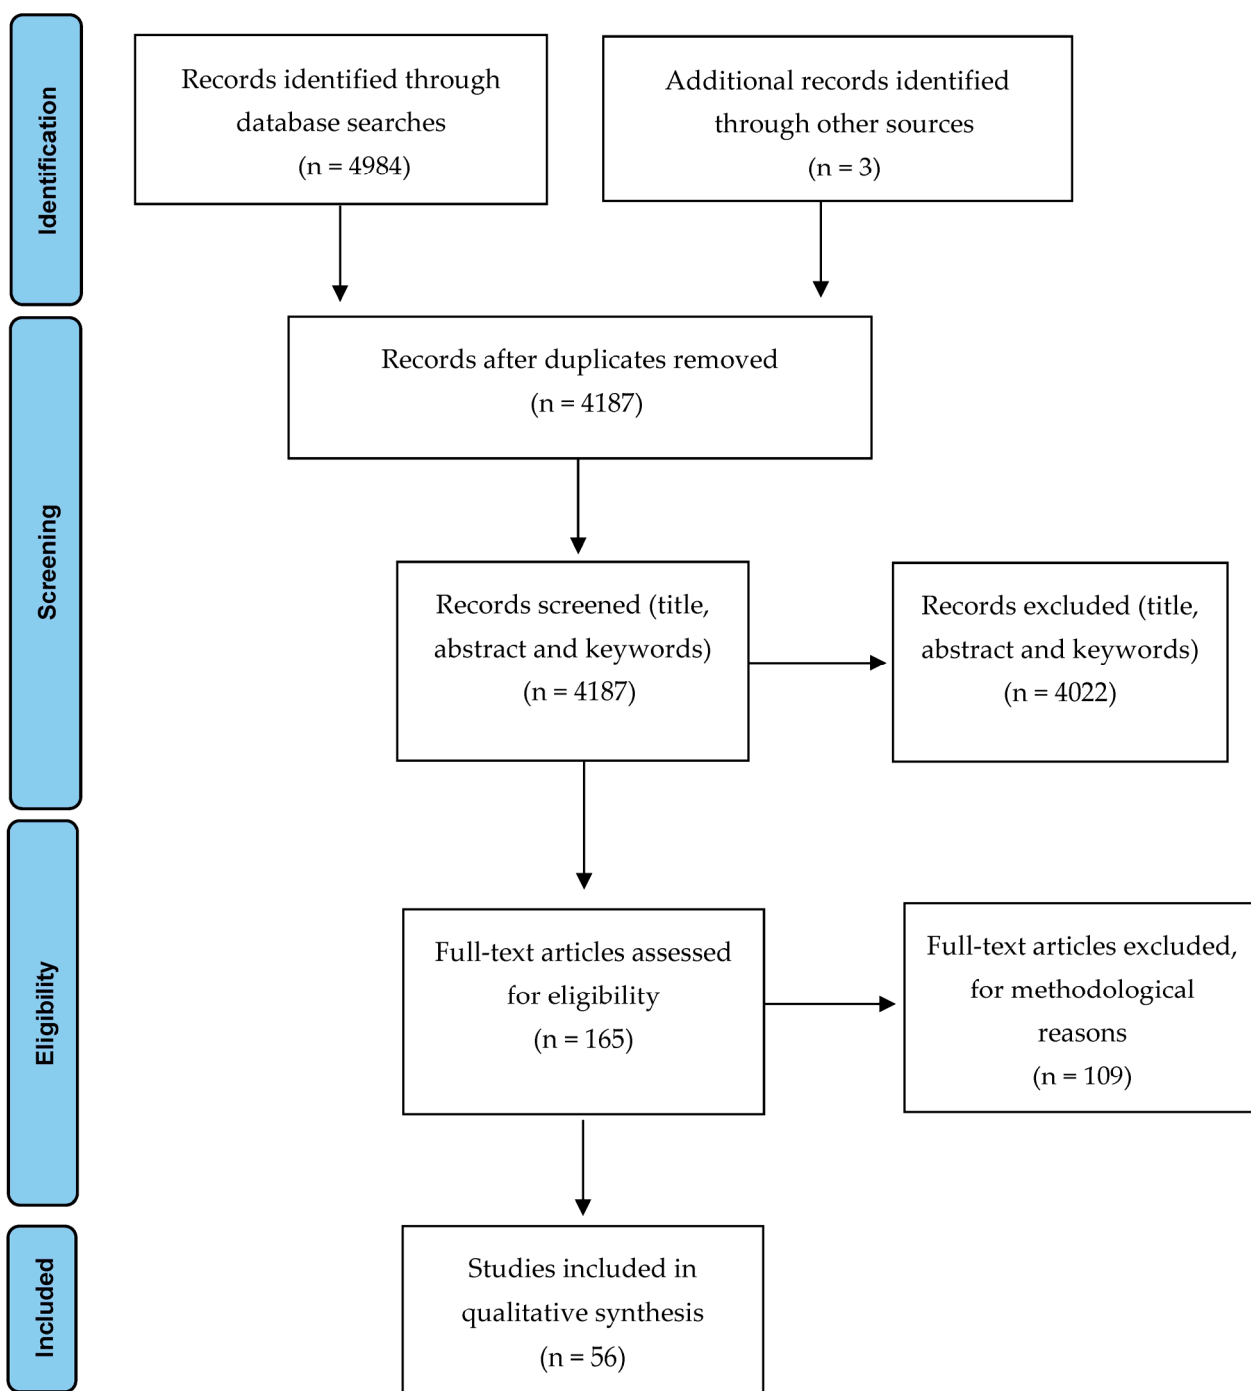 Identification
Records identified through
database searches
(n = 4984)
Additional records identified
through other sources
(n = 3)
Screening
Records after duplicates removed
(n = 4187)
Records screened (title,
abstract and keywords)
(n = 4187)
Records excluded (title,
abstract and keywords)
(n = 4022)
Eligibility
Full-text articles assessed
for eligibility
(n = 165)
Full-text articles excluded,
for methodological
reasons
(n = 109)
Included
Studies included in
qualitative synthesis
(n = 56)